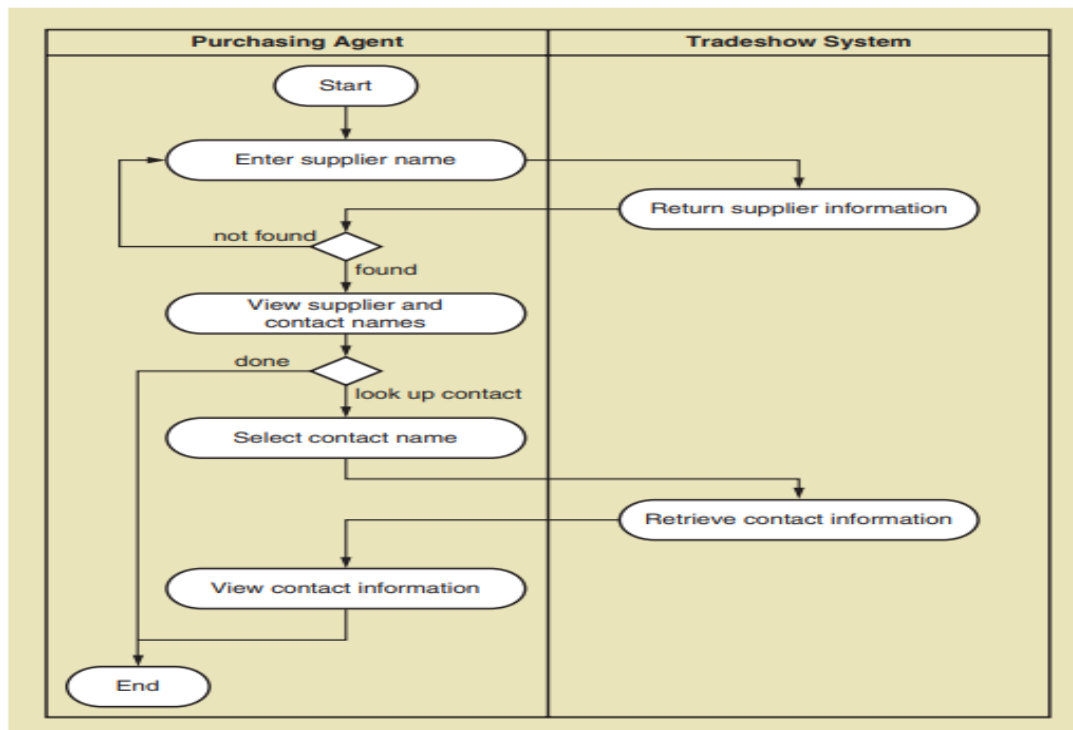 Purchasing Agent
Tradeshow System
Start
Enter supplier name
Return supplier information
not found
found
View supplier and
contact names
done
look up contact
Select contact name
Retrieve contact information
View contact information
End